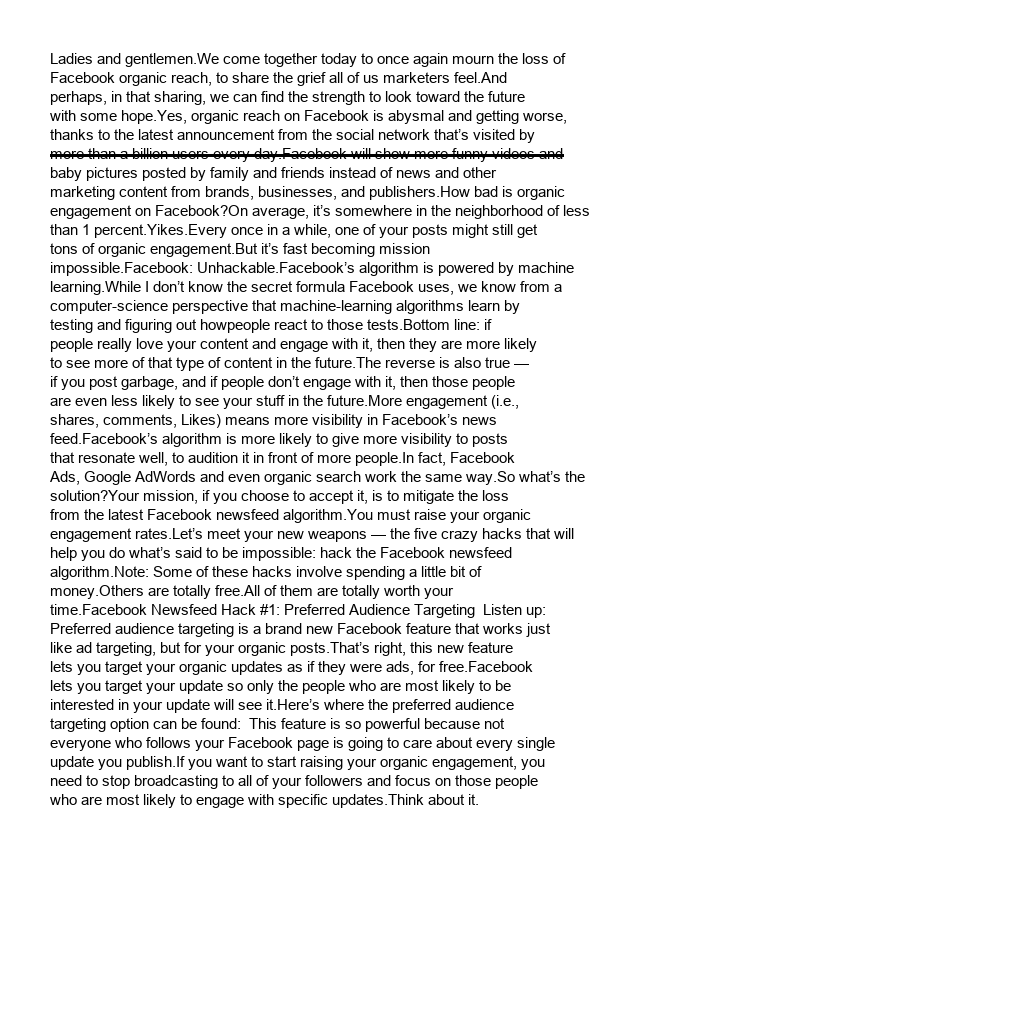 Ladies and gentlemen.We come together today to once again mourn the loss of
Facebook organic reach, to share the grief all of us marketers feel.And
perhaps, in that sharing, we can find the strength to look toward the future
with some hope.Yes, organic reach on Facebook is abysmal and getting worse,
thanks to the latest announcement from the social network that’s visited by
more than a billion users every day.Facebook will show more funny videos and
baby pictures posted by family and friends instead of news and other
marketing content from brands, businesses, and publishers.How bad is organic
engagement on Facebook?On average, it’s somewhere in the neighborhood of less
than 1 percent.Yikes.Every once in a while, one of your posts might still get
tons of organic engagement.But it’s fast becoming mission
impossible.Facebook: Unhackable.Facebook’s algorithm is powered by machine
learning.While I don’t know the secret formula Facebook uses, we know from a
computer-science perspective that machine-learning algorithms learn by
testing and figuring out howpeople react to those tests.Bottom line: if
people really love your content and engage with it, then they are more likely
to see more of that type of content in the future.The reverse is also true —
if you post garbage, and if people don’t engage with it, then those people
are even less likely to see your stuff in the future.More engagement (i.e.,
shares, comments, Likes) means more visibility in Facebook’s news
feed.Facebook’s algorithm is more likely to give more visibility to posts
that resonate well, to audition it in front of more people.In fact, Facebook
Ads, Google AdWords and even organic search work the same way.So what’s the
solution?Your mission, if you choose to accept it, is to mitigate the loss
from the latest Facebook newsfeed algorithm.You must raise your organic
engagement rates.Let’s meet your new weapons — the five crazy hacks that will
help you do what’s said to be impossible: hack the Facebook newsfeed
algorithm.Note: Some of these hacks involve spending a little bit of
money.Others are totally free.All of them are totally worth your
time.Facebook Newsfeed Hack #1: Preferred Audience Targeting  Listen up:
Preferred audience targeting is a brand new Facebook feature that works just
like ad targeting, but for your organic posts.That’s right, this new feature
lets you target your organic updates as if they were ads, for free.Facebook
lets you target your update so only the people who are most likely to be
interested in your update will see it.Here’s where the preferred audience
targeting option can be found:  This feature is so powerful because not
everyone who follows your Facebook page is going to care about every single
update you publish.If you want to start raising your organic engagement, you
need to stop broadcasting to all of your followers and focus on those people
who are most likely to engage with specific updates.Think about it.